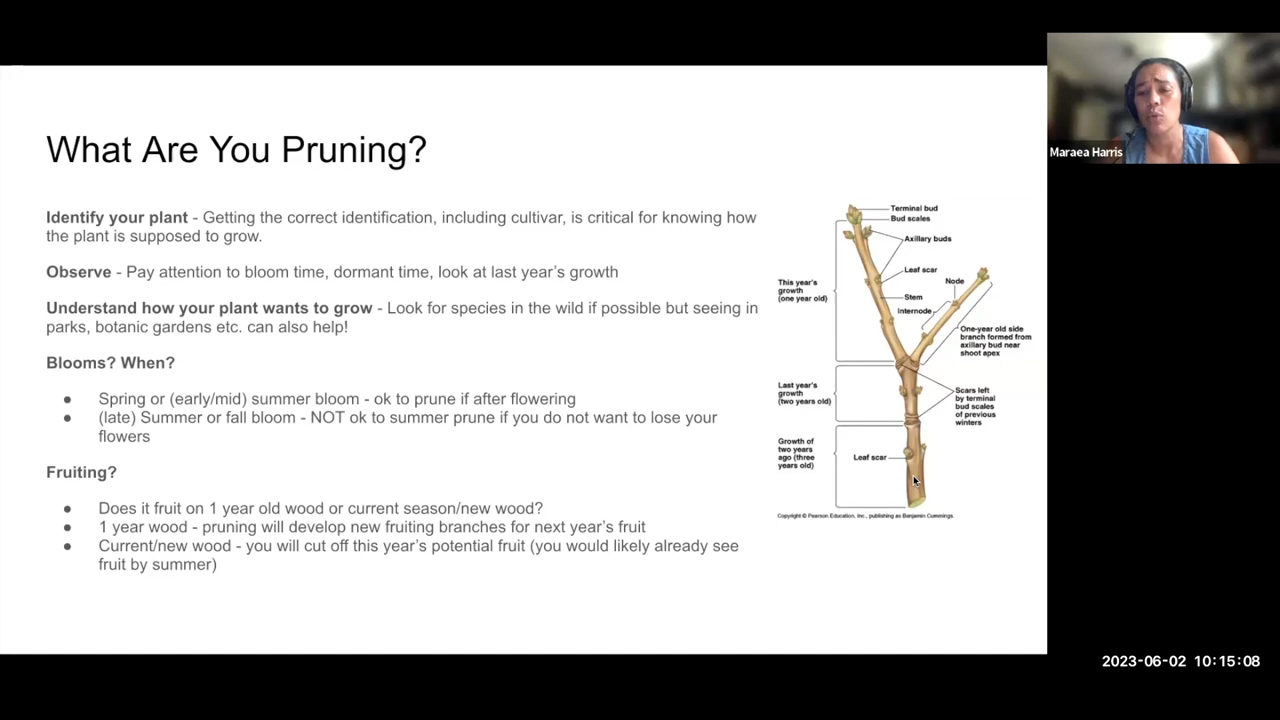 What Are You Pruning?
Identify your plant - Getting the correct identification, including cultivar, is critical for knowing how
the plant is supposed to grow.
Observe - Pay attention to bloom time, dormant time, look at last year's growth
Understand how your plant wants to grow - Look for species in the wild if possible but seeing in
parks, botanic gardens etc. can also help!
Blooms? When?
● Spring or (early/mid) summer bloom - ok to prune if after flowering
● (late) Summer or fall bloom - NOT ok to summer prune if you do not want to lose your
flowers
Fruiting?
● Does it fruit on 1 year old wood or current season/new wood?
● 1 year wood - pruning will develop new fruiting branches for next year's fruit
● Current/new wood - you will cut off this year's potential fruit (you would likely already see
fruit by summer)
Terminal bud
Bud scales
Axillary buds
Leaf scar
Node
This year's
growth
(one year old)
Stem
Internode
One-year old side
branch formed from
axillary bud near
shoot apex
Last year's
growth
(two years old)
Scars left
by terminal
bud scales
of previous
winters
Growth of
two years
ago (three
years old)
Leaf scar
Copyright © Pearson Education, Inc., publishing as Benjamin Cummings.
Maraea Harris
2023-06-02 10:15:08